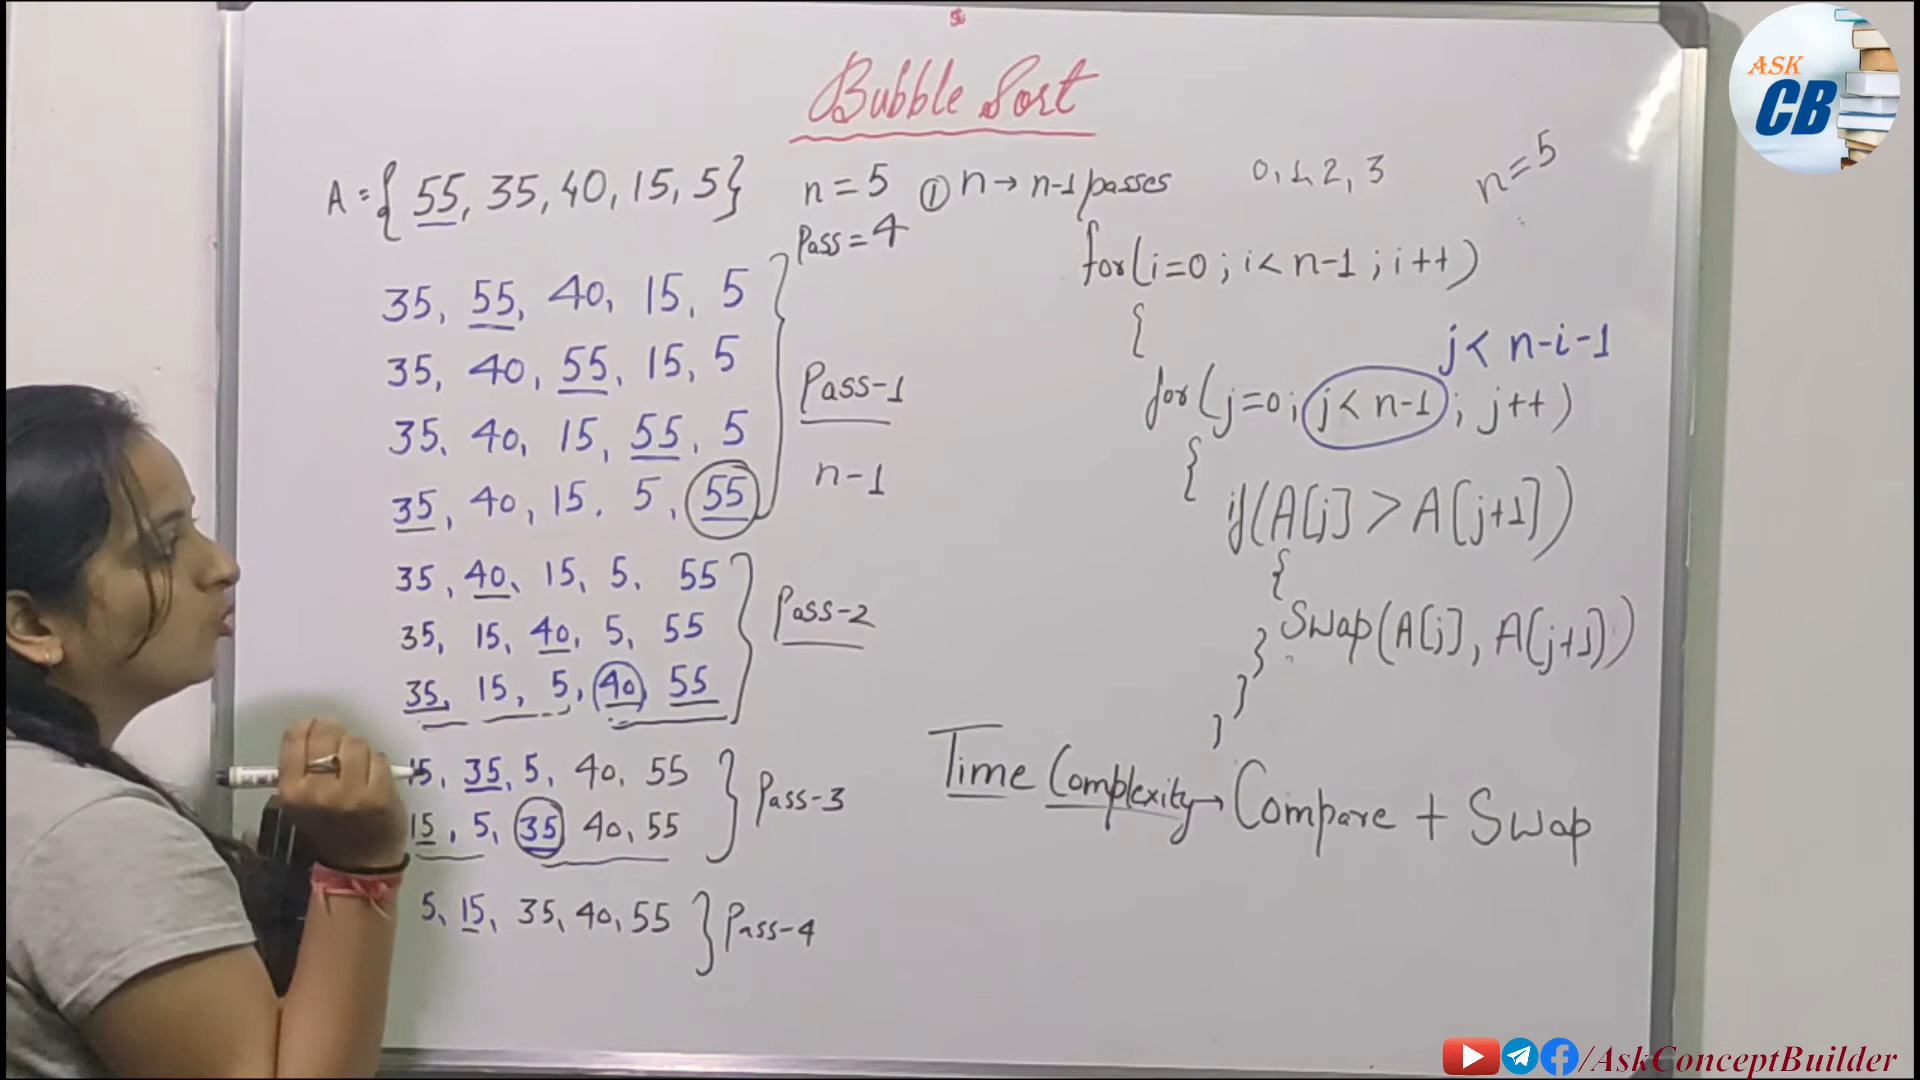 Bubble Sort
A = { 55, 35, 40, 15, 5}
n = 5
① n → n-1 passes
Pass = 4
35, 55, 40, 15, 5
35, 40, 55, 15, 5
35, 40, 15, 55, 5
35, 40, 15, 5, 55
Pass-1
n-1
35, 40, 15, 5, 55
35, 15, 40, 5, 55
35, 15, 5, 40, 55
Pass-2
15, 35, 5, 40, 55
15, 5, 35, 40, 55
Pass-3
5, 15, 35, 40, 55
Pass-4
0, 1, 2, 3
n = 5
for(i=0 ; i< n-1 ; i++)
{
j< n-i-1
for(j=0; j< n-1; j++)
{
if(A[j] > A[j+1])
{
Swap(A[j], A[j+1])
}
}
}
Time Complexity → Compare + Swap
ASK
CB
/AskConceptBuilder